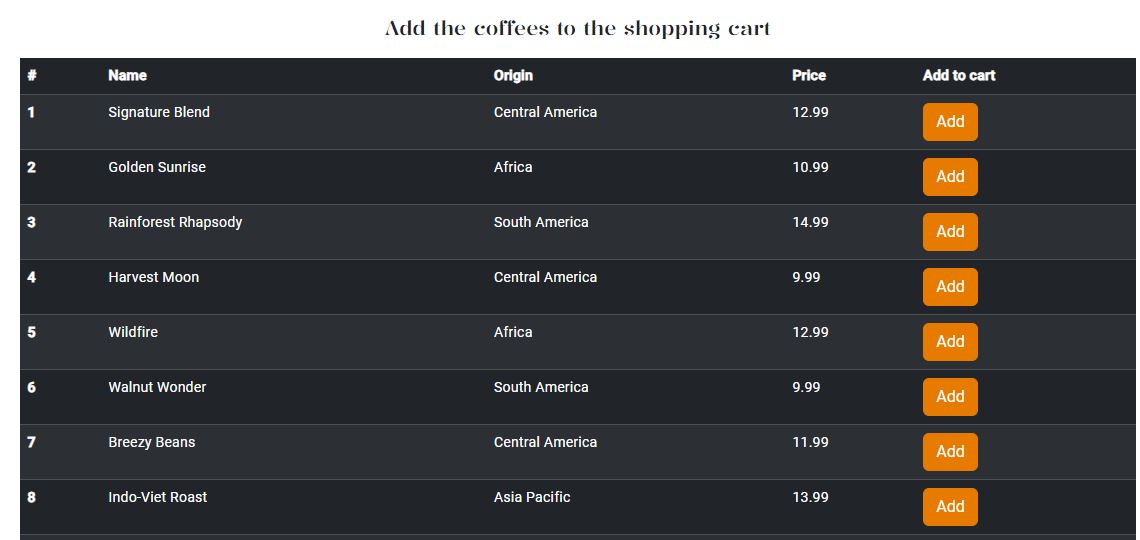 Add the coffees to the shopping cart
# Name Origin Price Add to cart
1 Signature Blend Central America 12.99 Add
2 Golden Sunrise Africa 10.99 Add
3 Rainforest Rhapsody South America 14.99 Add
4 Harvest Moon Central America 9.99 Add
5 Wildfire Africa 12.99 Add
6 Walnut Wonder South America 9.99 Add
7 Breezy Beans Central America 11.99 Add
8 Indo-Viet Roast Asia Pacific 13.99 Add